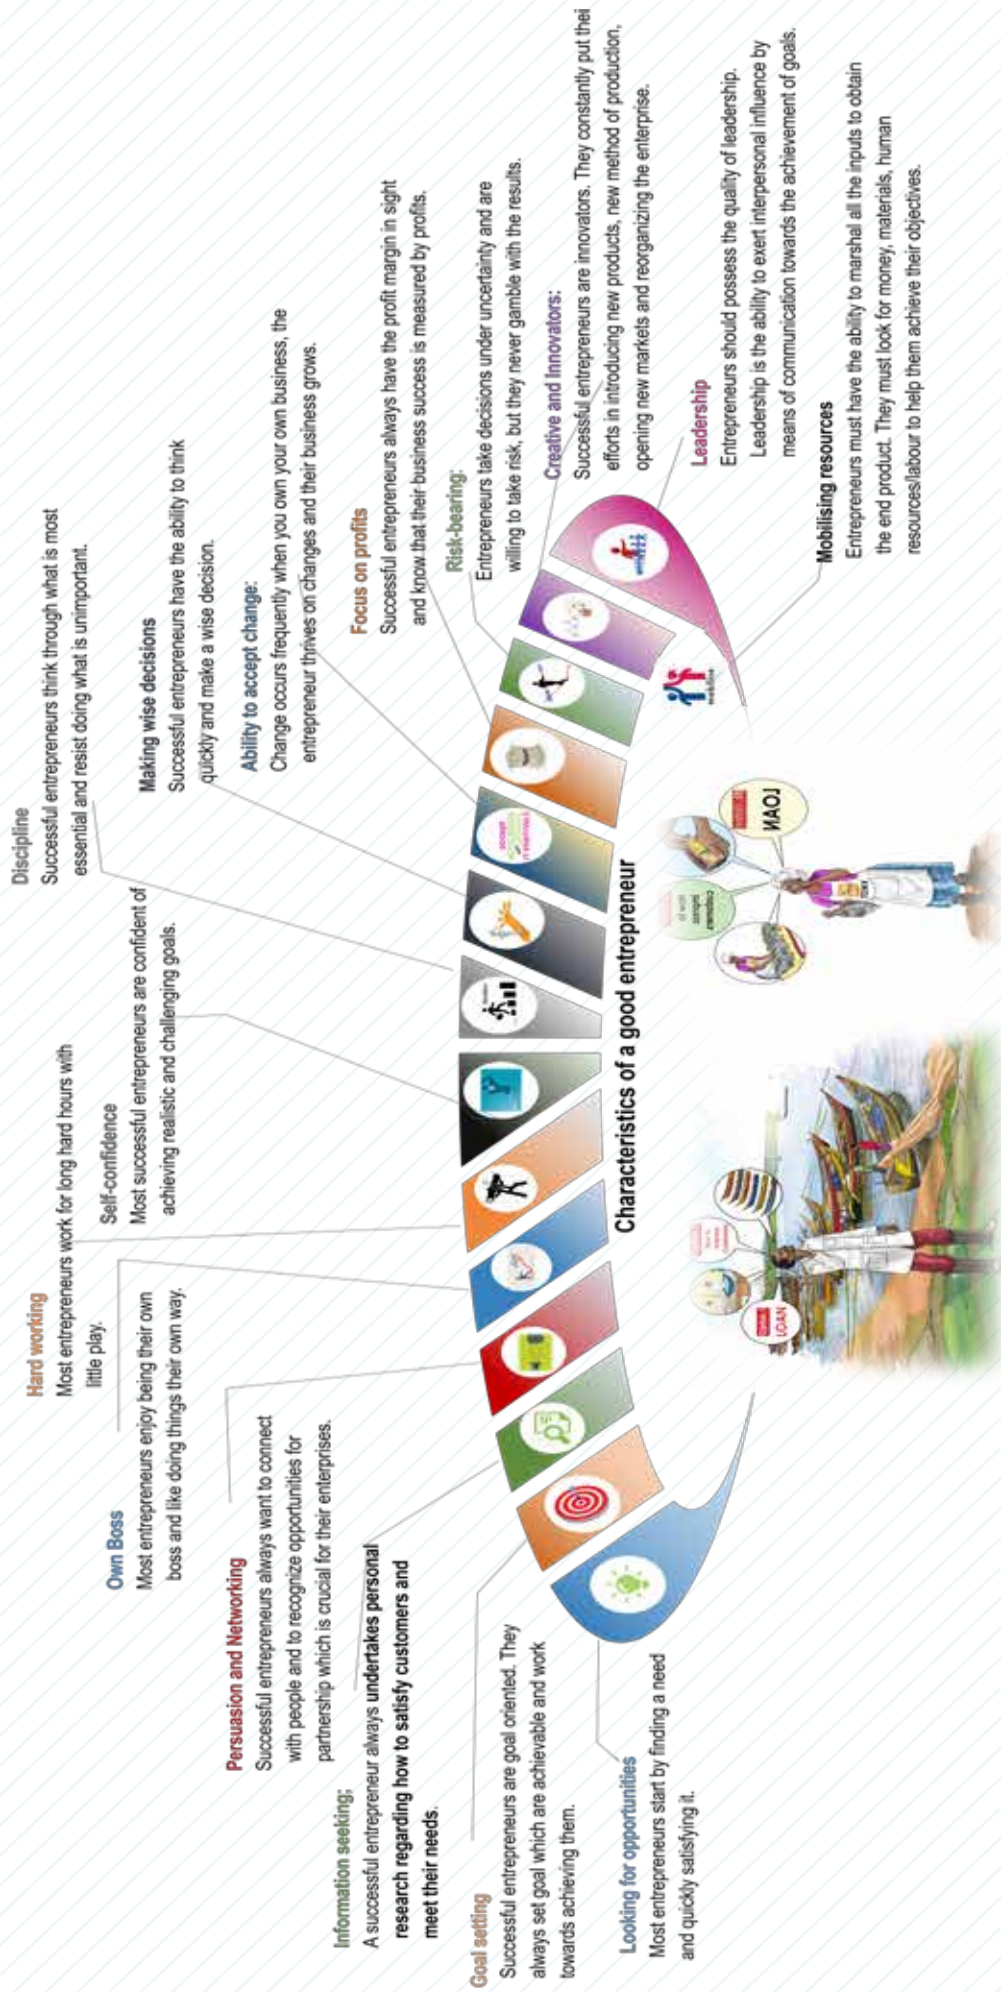 Looking for opportunities
Most entrepreneurs start by finding a need
and quickly satisfying it.
Goal setting
Successful entrepreneurs are goal oriented. They
always set goal which are achievable and work
towards achieving them.
Information seeking;
A successful entrepreneur always undertakes personal
research regarding how to satisfy customers and
meet their needs.
Persuasion and Networking
Successful entrepreneurs always want to connect
with people and to recognize opportunities for
partnership which is crucial for their enterprises.
Own Boss
Most entrepreneurs enjoy being their own
boss and like doing things their own way.
Hard working
Most entrepreneurs work for long hard hours with
little play.
Self-confidence
Most successful entrepreneurs are confident of
achieving realistic and challenging goals.
Discipline
Successful entrepreneurs think through what is most
essential and resist doing what is unimportant.
Making wise decisions
Successful entrepreneurs have the ability to think
quickly and make a wise decision.
Ability to accept change:
Change occurs frequently when you own your own business, the
entrepreneur thrives on changes and their business grows.
Focus on profits
Successful entrepreneurs always have the profit margin in sight
and know that their business success is measured by profits.
Risk-bearing:
Entrepreneurs take decisions under uncertainty and are
willing to take risk, but they never gamble with the results.
Creative and Innovators:
Successful entrepreneurs are innovators. They constantly put thei
efforts in introducing new products, new method of production,
opening new markets and reorganizing the enterprise.
Leadership
Entrepreneurs should possess the quality of leadership.
Leadership is the ability to exert interpersonal influence by
means of communication towards the achievement of goals.
Mobilising resources
Entrepreneurs must have the ability to marshal all the inputs to obtain
the end product. They must look for money, materials, human
resources/labour to help them achieve their objectives.
accept
mobilise
Characteristics of a good entrepreneur
LOAN
LOAN